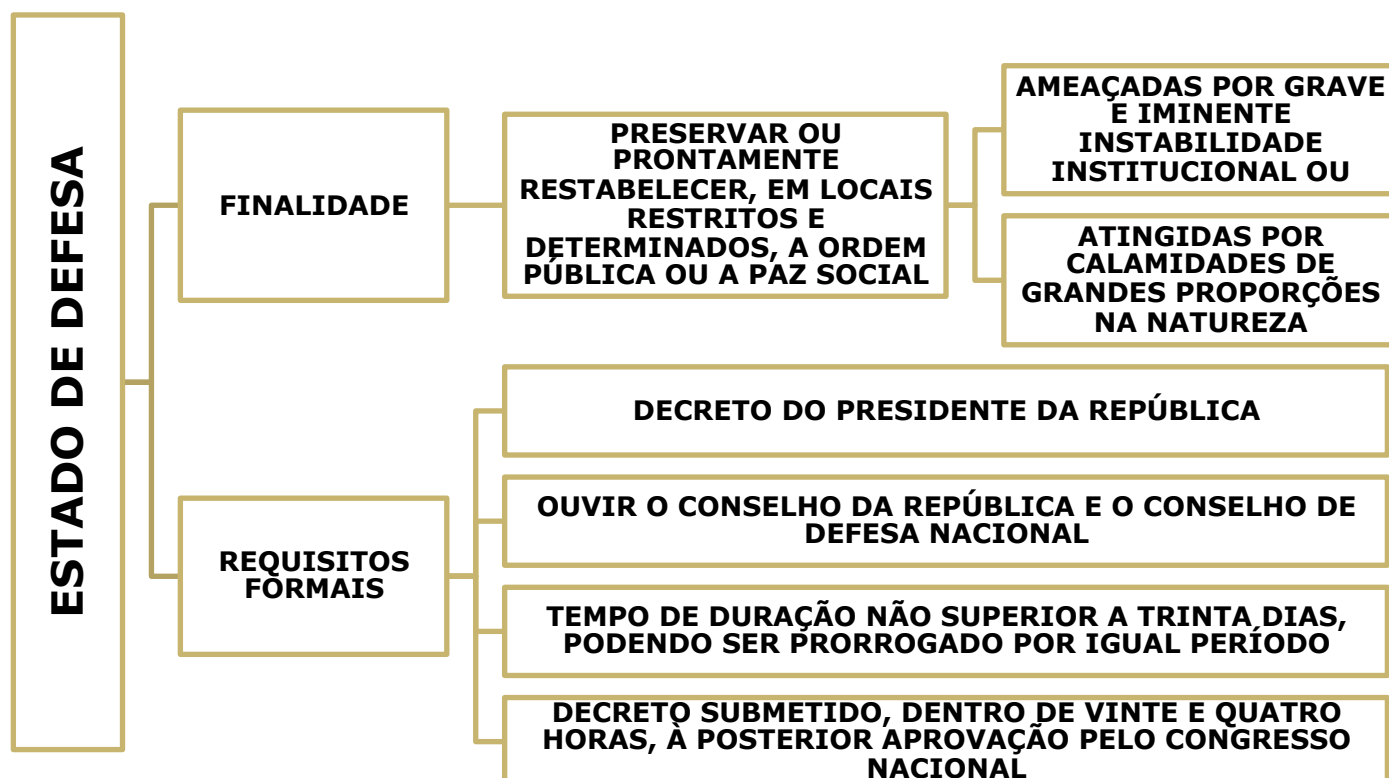 ESTADO DE DEFESA
FINALIDADE
PRESERVAR OU
PRONTAMENTE
RESTABELECER, EM LOCAIS
RESTRITOS E
DETERMINADOS, A ORDEM
PÚBLICA OU A PAZ SOCIAL
AMEAÇADAS POR GRAVE
E IMINENTE
INSTABILIDADE
INSTITUCIONAL OU
ATINGIDAS POR
CALAMIDADES DE
GRANDES PROPORÇÕES
NA NATUREZA
REQUISITOS
FORMAIS
DECRETO DO PRESIDENTE DA REPÚBLICA
OUVIR O CONSELHO DA REPÚBLICA E O CONSELHO DE
DEFESA NACIONAL
TEMPO DE DURAÇÃO NÃO SUPERIOR A TRINTA DIAS,
PODENDO SER PRORROGADO POR IGUAL PERÍODO
DECRETO SUBMETIDO, DENTRO DE VINTE E QUATRO
HORAS, À POSTERIOR APROVAÇÃO PELO CONGRESSO
NACIONAL